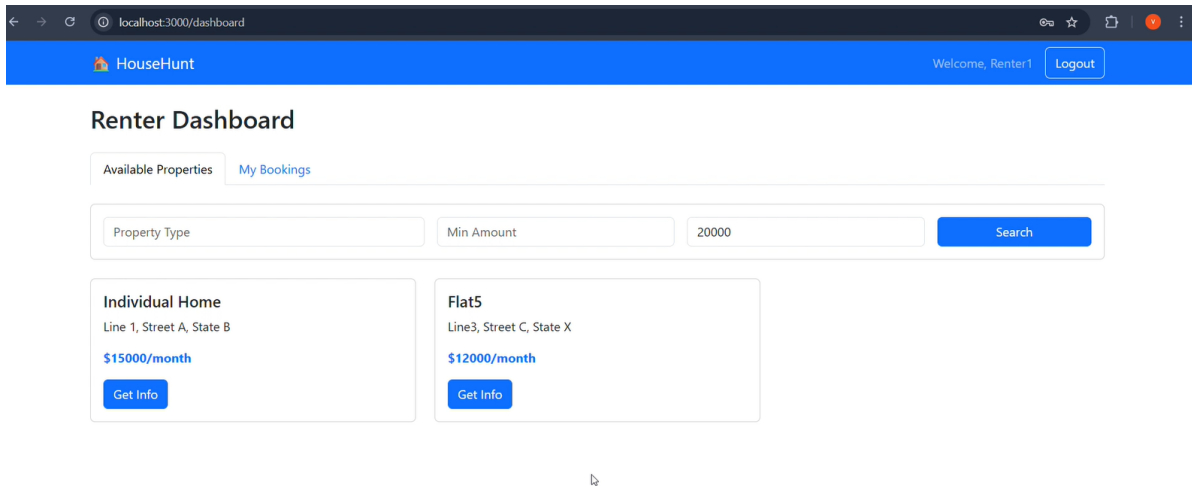 localhost:3000/dashboard
V
HouseHunt
Welcome, Renter1
Logout
Renter Dashboard
Available Properties
My Bookings
Property Type
Min Amount
20000
Search
Individual Home
Line 1, Street A, State B
$15000/month
Get Info
Flat5
Line3, Street C, State X
$12000/month
Get Info